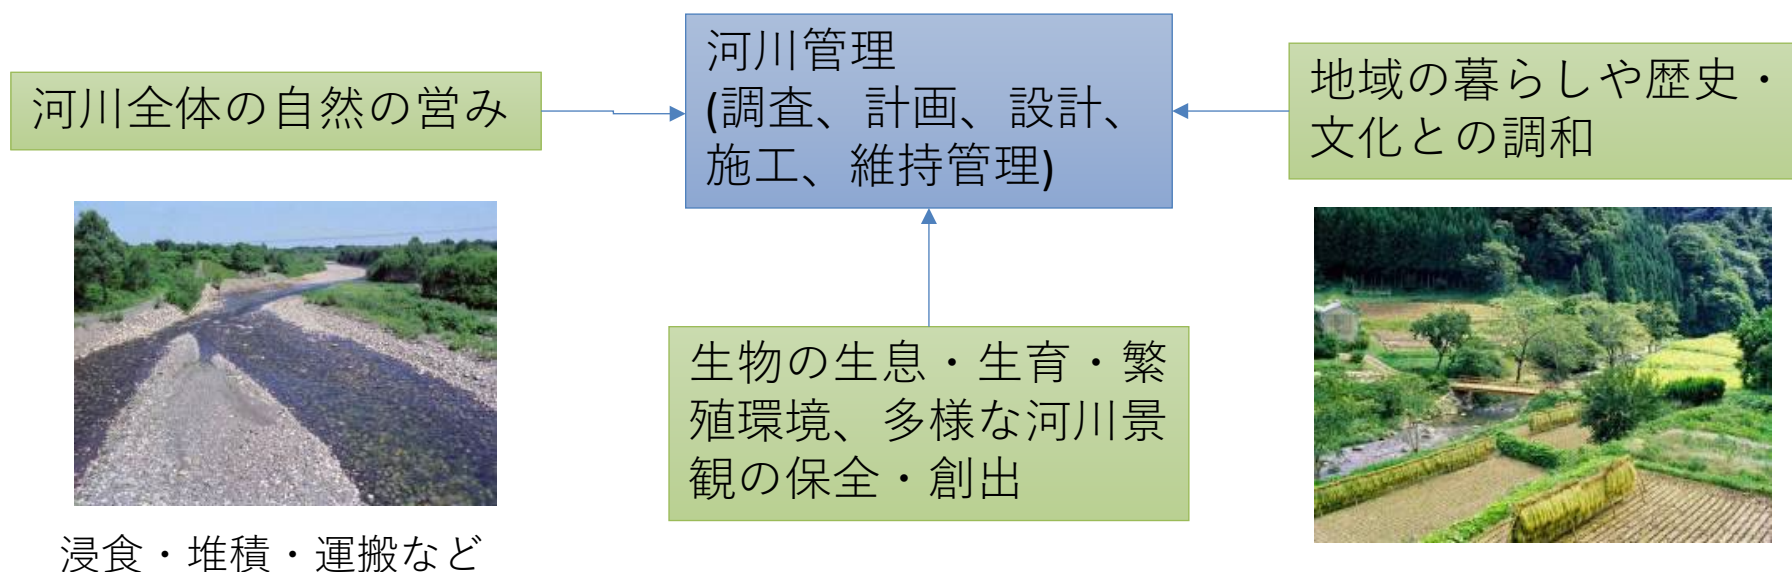 河川全体の自然の営み
浸食・堆積・運搬など
河川管理
(調査、計画、設計、
施工、維持管理)
生物の生息・生育・繁
殖環境、多様な河川景
観の保全・創出
地域の暮らしや歴史・
文化との調和